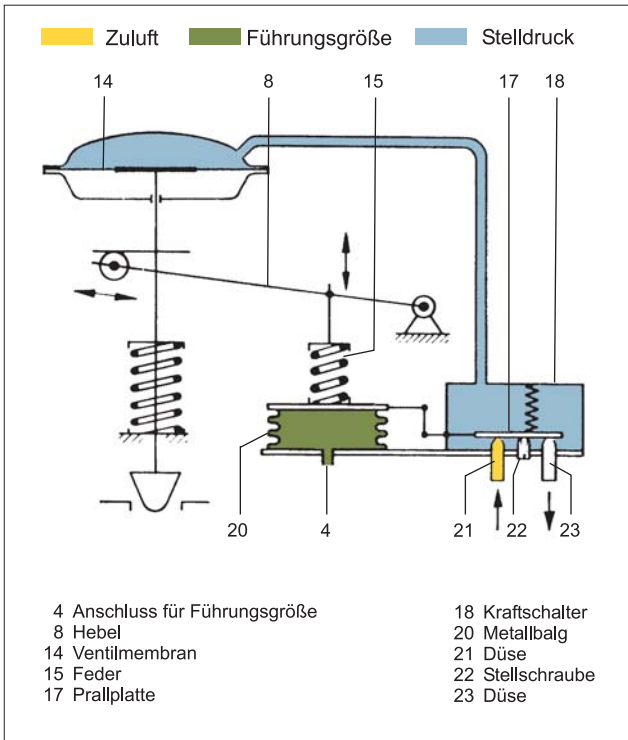 Zuluft Führungsgröße Stelldruck
14 8 15 17 18
20 4 21 22 23
4 Anschluss für Führungsgröße
8 Hebel
14 Ventilmembran
15 Feder
17 Prallplatte
18 Kraftschalter
20 Metallbalg
21 Düse
22 Stellschraube
23 Düse